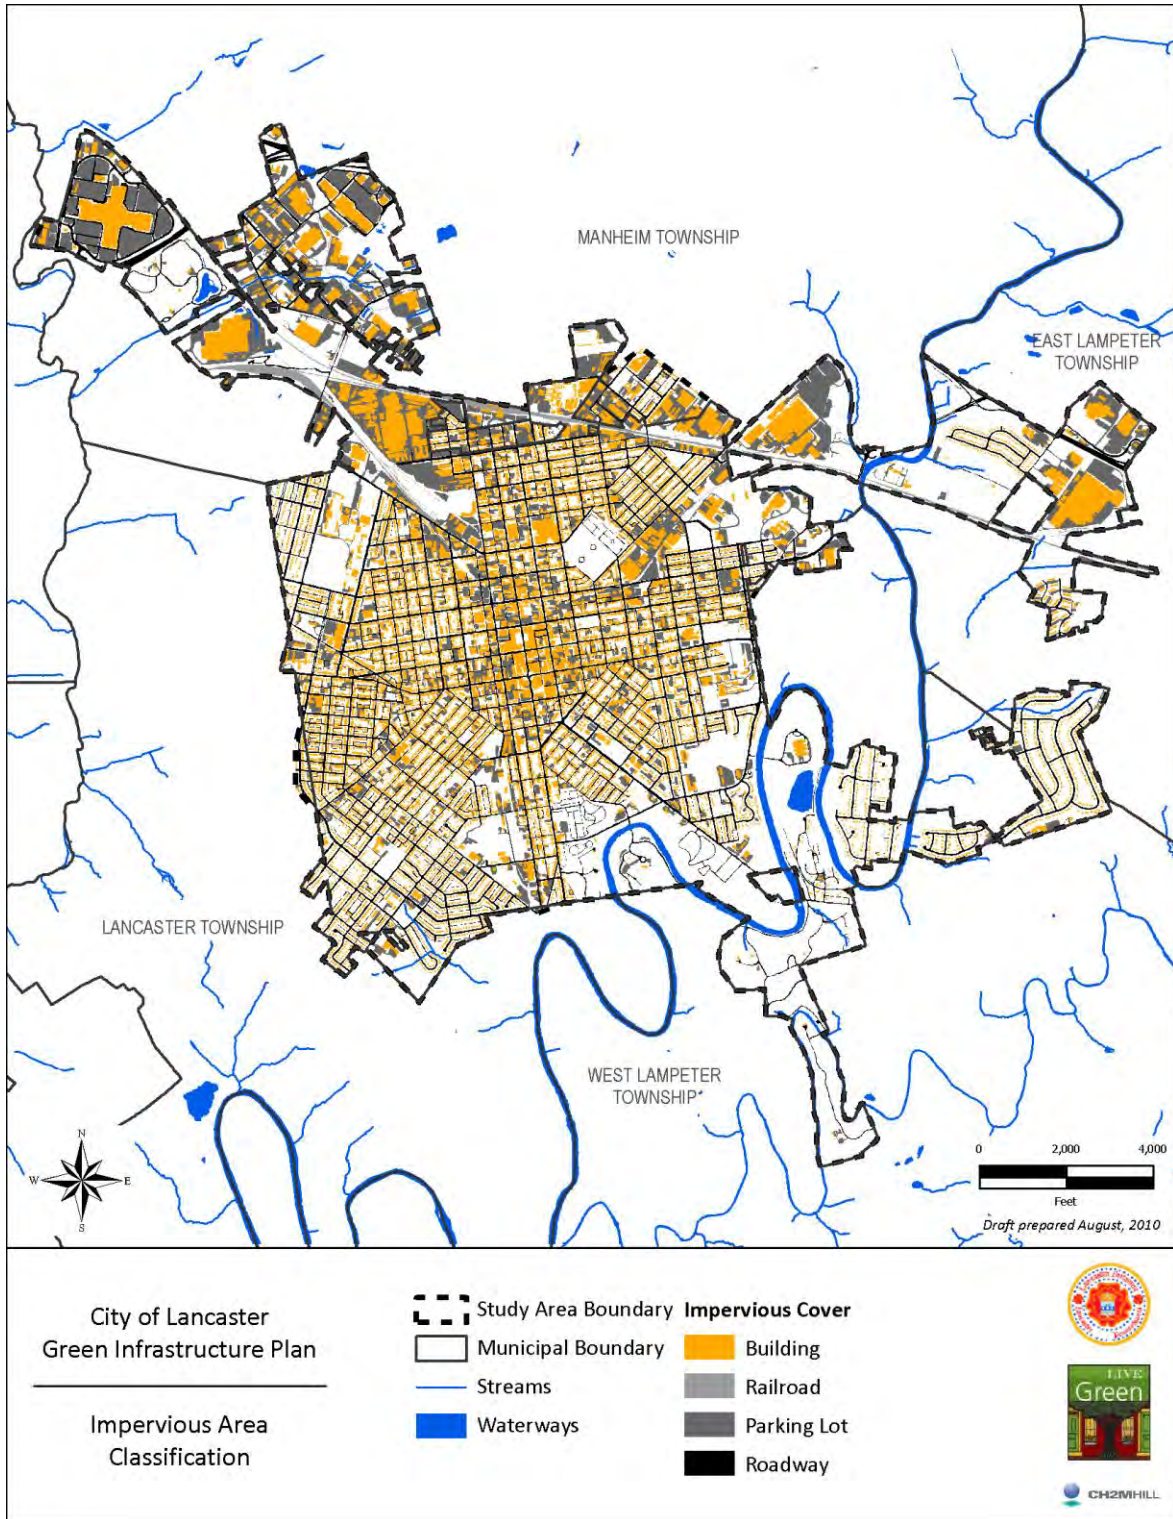 MANHEIM TOWNSHIP
EAST LAMPETER
TOWNSHIP
LANCASTER TOWNSHIP
WEST LAMPETER
TOWNSHIP
N
W
E
S
0
2,000
4,000
Feet
Draft prepared August, 2010
City of Lancaster
Green Infrastructure Plan
Impervious Area
Classification
Study Area Boundary
Municipal Boundary
Streams
Waterways
Impervious Cover
Building
Railroad
Parking Lot
Roadway
LIVE
Green
CH2MHILL